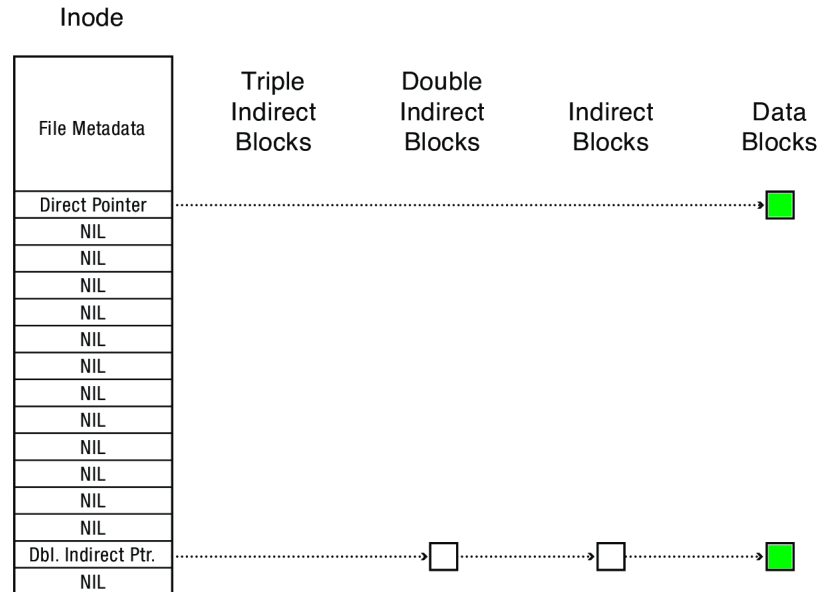 Inode
Triple
Indirect
Blocks
Double
Indirect
Blocks
Indirect
Blocks
Data
Blocks
File Metadata
Direct Pointer
NIL
NIL
NIL
NIL
NIL
NIL
NIL
NIL
NIL
NIL
NIL
NIL
Dbl. Indirect Ptr.
NIL